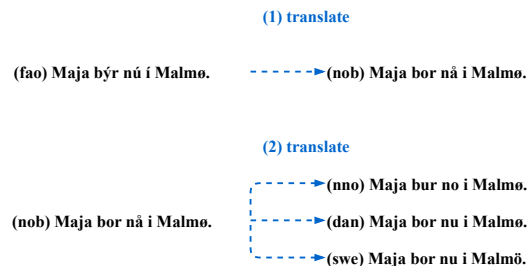 (1) translate
(fao) Maja býr nú í Malmø.
(nob) Maja bor nå i Malmø.
(2) translate
(nob) Maja bor nå i Malmø.
(nno) Maja bur no i Malmø.
(dan) Maja bor nu i Malmø.
(swe) Maja bor nu i Malmö.